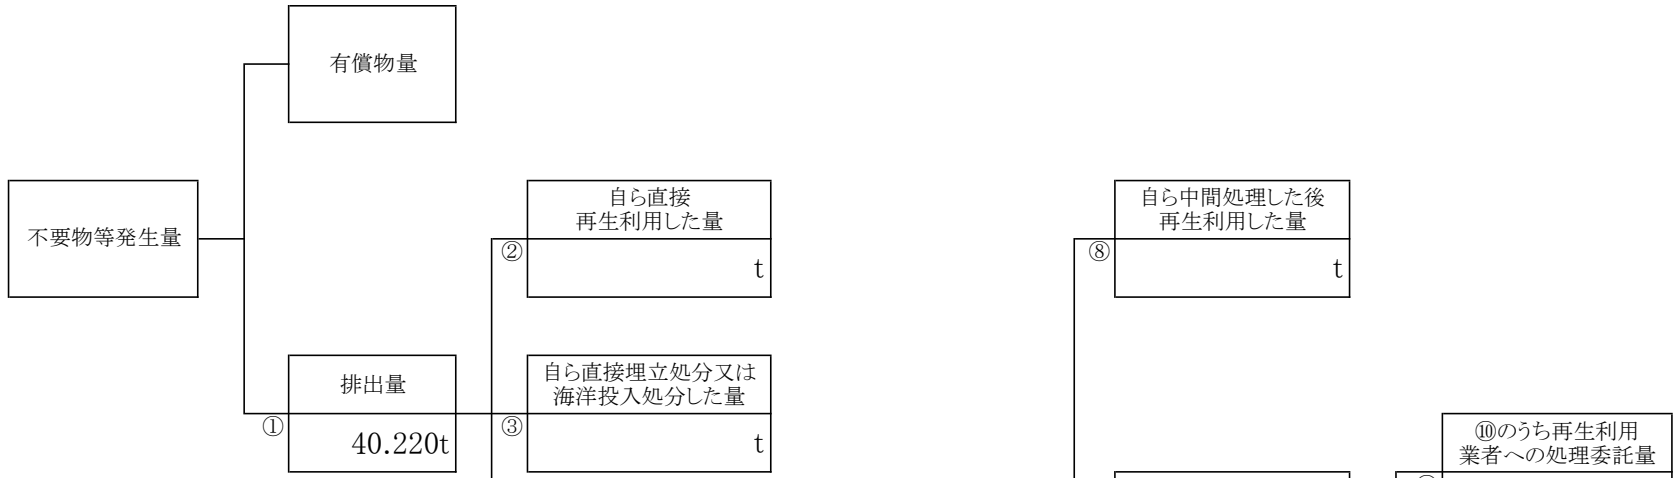 有償物量
不要物等発生量
自ら直接
再生利用した量
②
t
自ら中間処理した後
再生利用した量
⑧
t
排出量
①
40.220t
自ら直接埋立処分又は
海洋投入処分した量
③
t
⑩のうち再生利用
業者への処理委託量